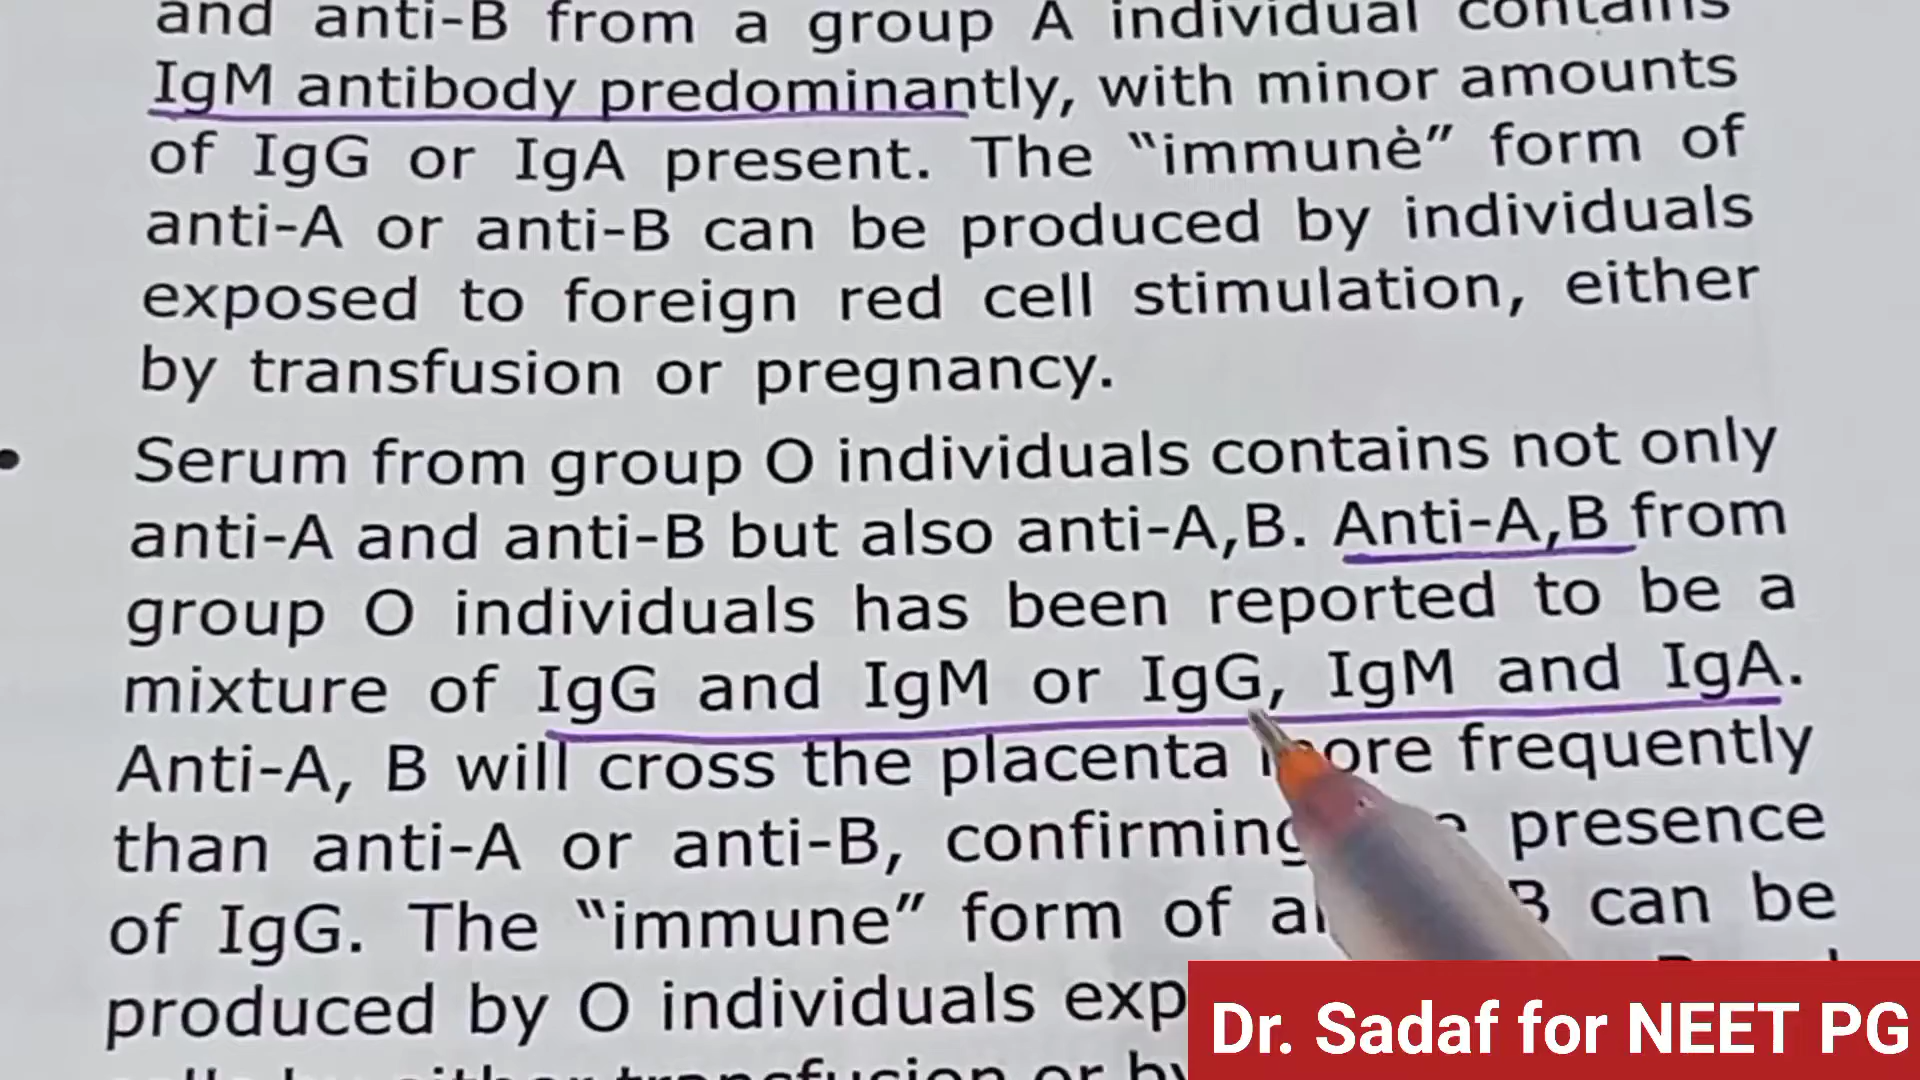 and anti-B from a group A individual contains
IgM antibody predominantly, with minor amounts
of IgG or IgA present. The “immune” form of
anti-A or anti-B can be produced by individuals
exposed to foreign red cell stimulation, either
by transfusion or pregnancy.
• Serum from group O individuals contains not only
anti-A and anti-B but also anti-A,B. Anti-A,B from
group O individuals has been reported to be a
mixture of IgG and IgM or IgG, IgM and IgA.
Anti-A, B will cross the placenta more frequently
than anti-A or anti-B, confirming presence
of IgG. The “immune” form of B can be
produced by O individuals
either transfusion or by
Dr. Sadaf for NEET PG